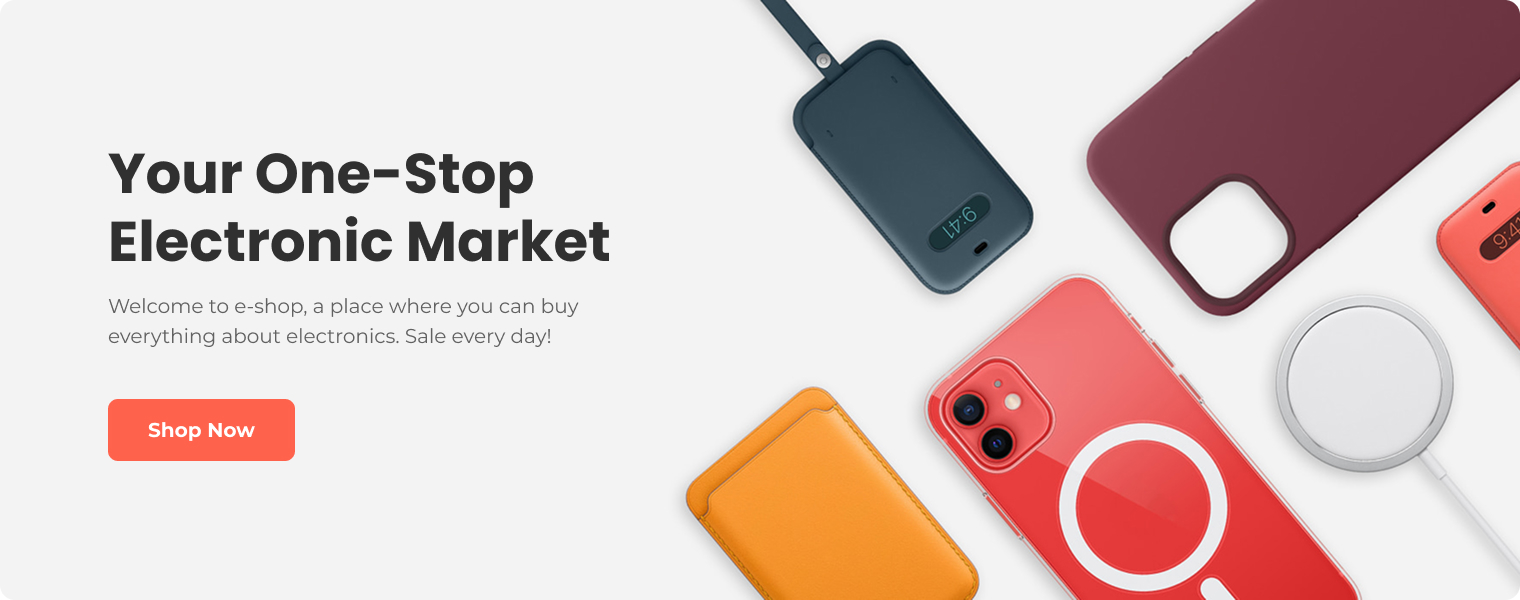 Your One-Stop
Electronic Market
Welcome to e-shop, a place where you can buy
everything about electronics. Sale every day!
Shop Now
9:41
9:41